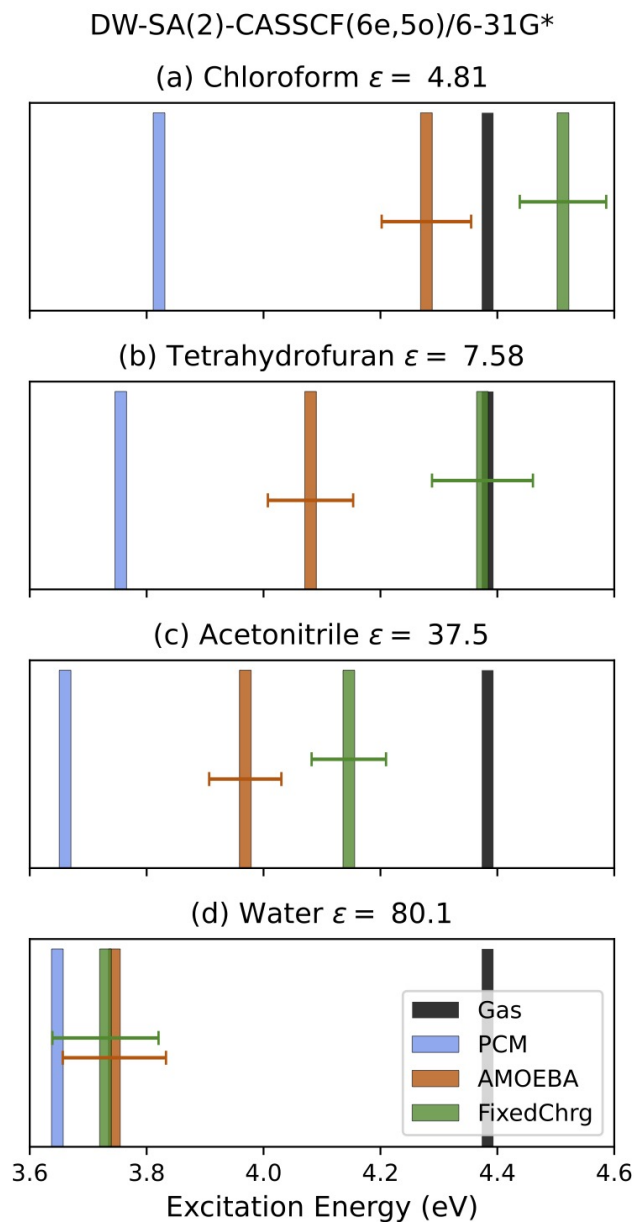 DW-SA(2)-CASSCF(6e,5o)/6-31G*
(a) Chloroform ε = 4.81
(b) Tetrahydrofuran ε = 7.58
(c) Acetonitrile ε = 37.5
(d) Water ε = 80.1
Gas
PCM
AMOEBA
FixedChrg
3.6 3.8 4.0 4.2 4.4 4.6
Excitation Energy (eV)